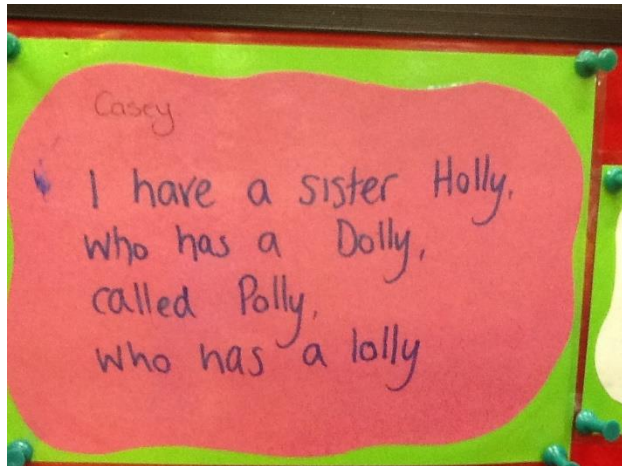 Casey
I have a sister Holly,
who has a Dolly,
called Polly,
who has a lolly